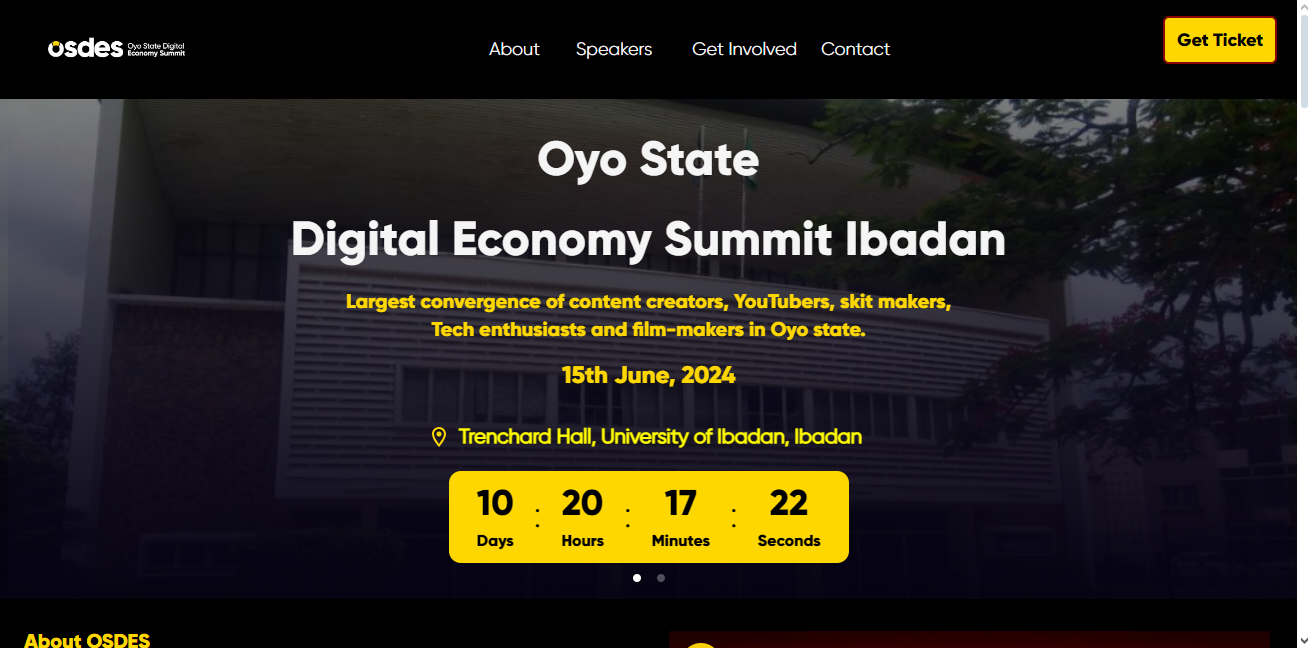 osdes
Oyo State Digital
Economy Summit
About
Speakers
Get Involved
Contact
Get Ticket
Oyo State
Digital Economy Summit Ibadan
Largest convergence of content creators, YouTubers, skit makers,
Tech enthusiasts and film-makers in Oyo state.
15th June, 2024
Trenchard Hall, University of Ibadan, Ibadan
10 : 20 : 17 : 22
Days Hours Minutes Seconds
About OSDES